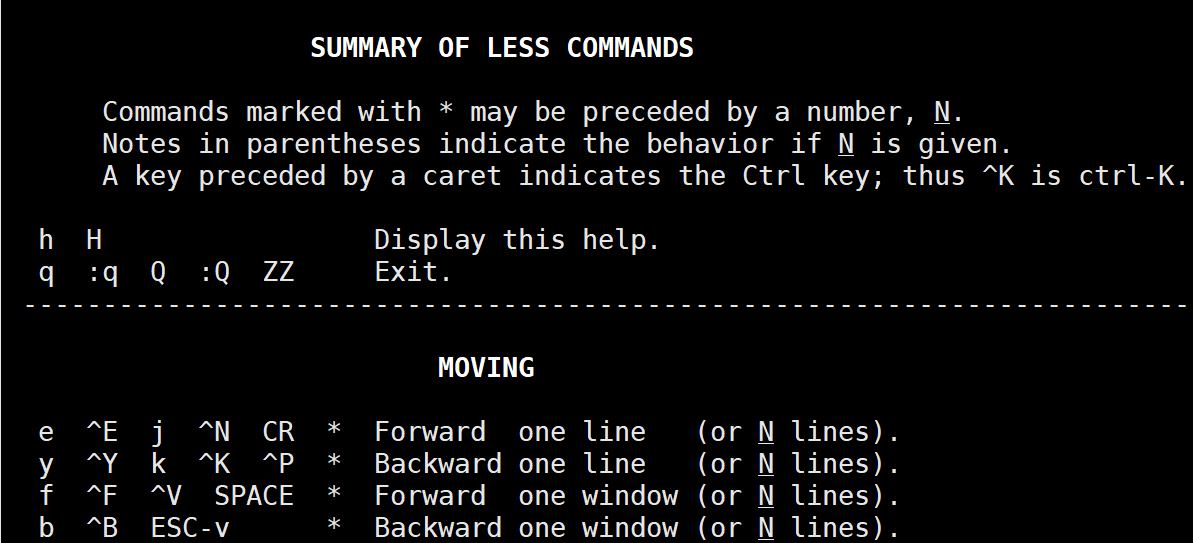 SUMMARY OF LESS COMMANDS
Commands marked with * may be preceded by a number, N.
Notes in parentheses indicate the behavior if N is given.
A key preceded by a caret indicates the Ctrl key; thus ^K is ctrl-K.
h  H                 Display this help.
q  :q  Q  :Q  ZZ     Exit.
-------------------------------------------------------------------------
MOVING
e  ^E  j  ^N  CR  *  Forward  one line   (or N lines).
y  ^Y  k  ^K  ^P  *  Backward one line   (or N lines).
f  ^F  ^V  SPACE  *  Forward  one window (or N lines).
b  ^B  ESC-v      *  Backward one window (or N lines).